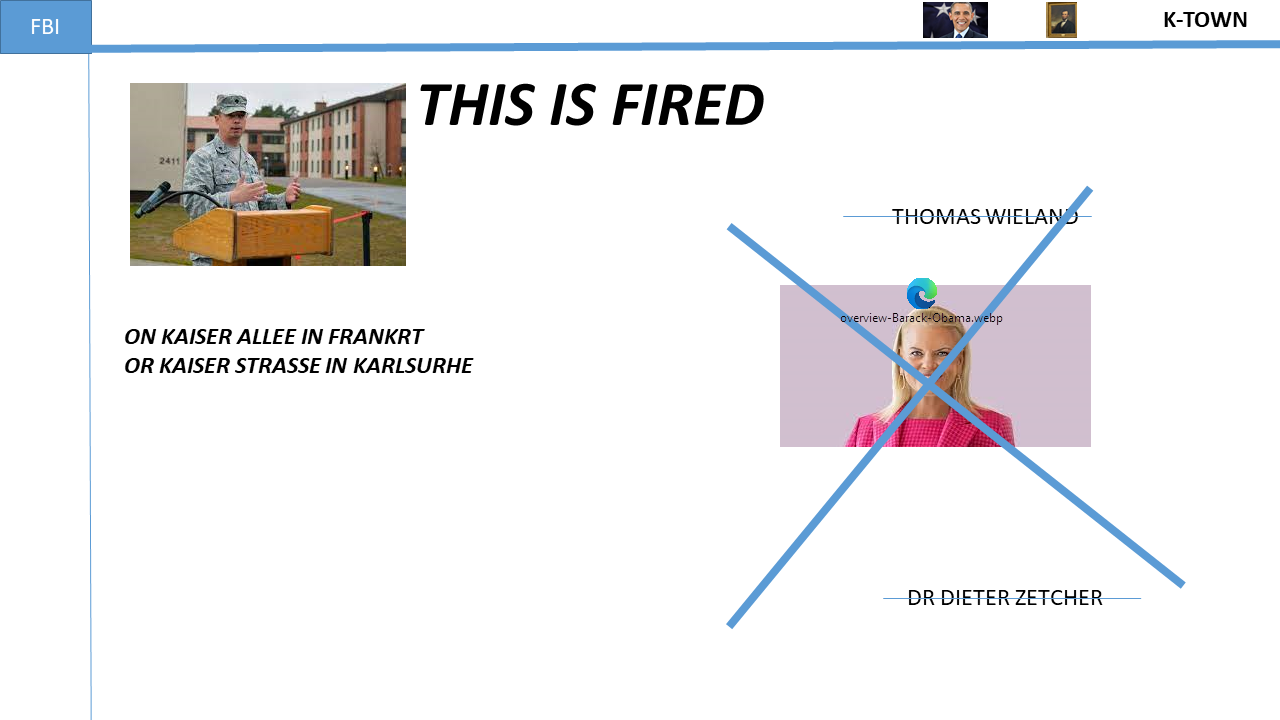 FBI
K-TOWN
THIS IS FIRED
2411
THOMAS WIELAND
overview-Barack-Obama.webp
ON KAISER ALLEE IN FRANKRT
OR KAISER STRASSE IN KARLSURHE
DR DIETER ZETCHER